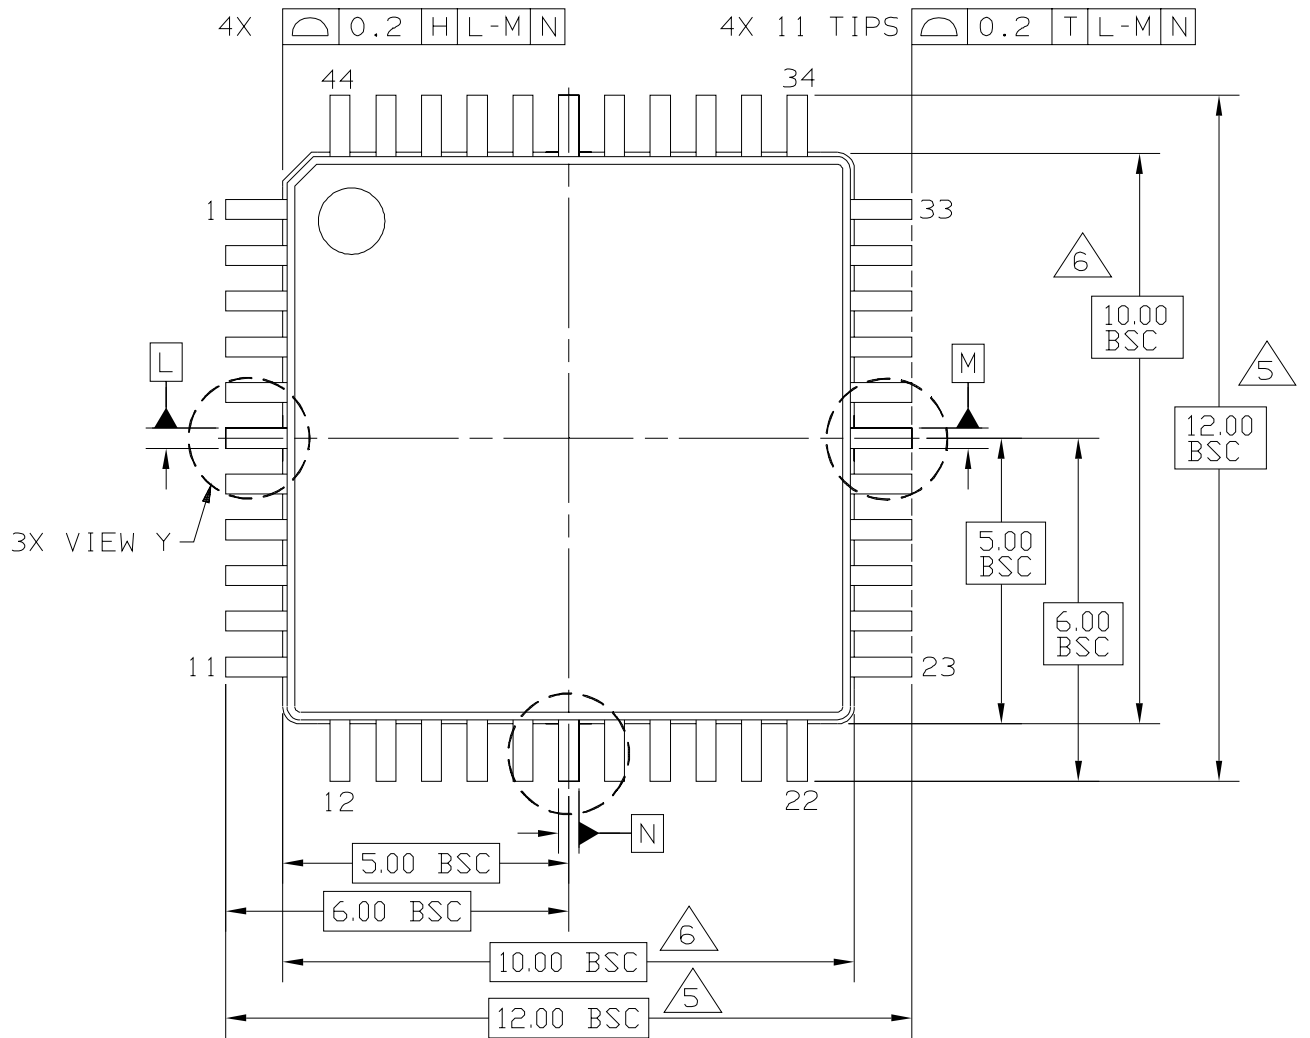 4X 0.2 H L-M N
4X 11 TIPS 0.2 T L-M N
44
34
1
33
6
10.00
BSC
L
M
5
12.00
BSC
3X VIEW Y
5.00
BSC
6.00
BSC
11
23
12
22
N
5.00 BSC
6.00 BSC
6
10.00 BSC
5
12.00 BSC